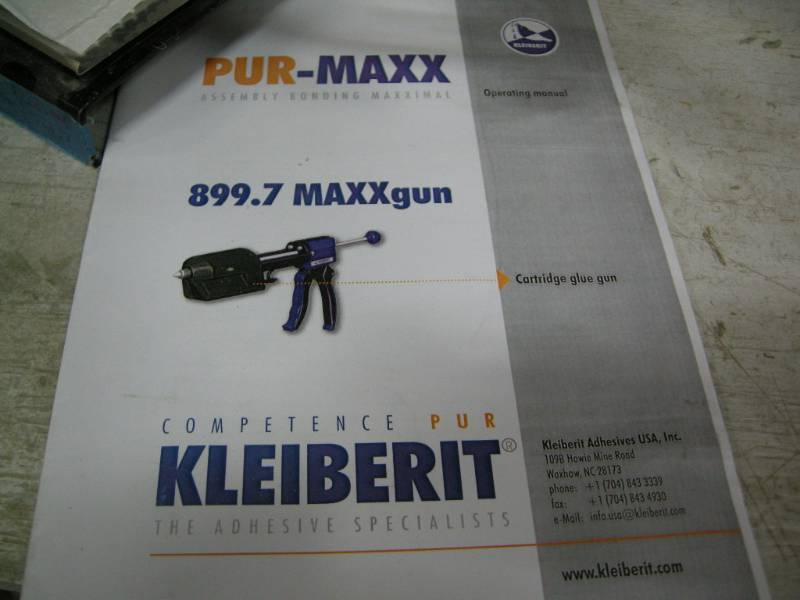 KLEIBERIT
PUR-MAXX
ASSEMBLY BONDING MAXXIMAL
Operating manual
899.7 MAXXgun
Cartridge glue gun
COMPETENCE PUR
KLEIBERIT®
THE ADHESIVE SPECIALISTS
Kleiberit Adhesives USA, Inc.
109B Howie Mine Road
Waxhaw, NC 28173
phone: +1 (704) 843 3339
fax: +1 (704) 843 4930
e-Mail: info.usa@kleiberit.com
www.kleiberit.com